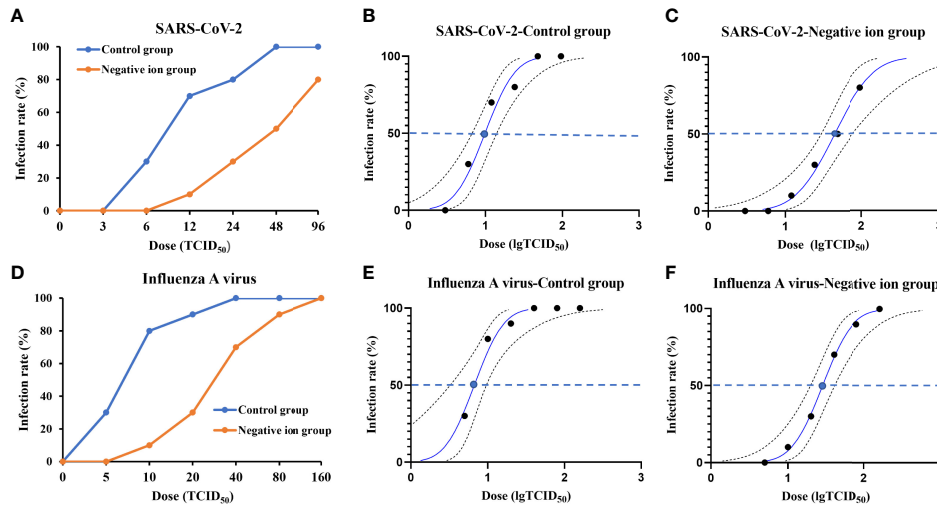 A
SARS-CoV-2
Control group
Negative ion group
Infection rate (%)
100
80
60
40
20
0
0 3 6 12 24 48 96
Dose (TCID50)
B
SARS-CoV-2-Control group
Infection rate (%)
100
50
0
0 1 2 3
Dose (lgTCID50)
C
SARS-CoV-2-Negative ion group
Infection rate (%)
100
50
0
0 1 2 3
Dose (lgTCID50)
D
Influenza A virus
Control group
Negative ion group
Infection rate (%)
100
80
60
40
20
0
0 5 10 20 40 80 160
Dose (TCID50)
E
Influenza A virus-Control group
Infection rate (%)
100
50
0
0 1 2 3
Dose (lgTCID50)
F
Influenza A virus-Negative ion group
Infection rate (%)
100
50
0
0 1 2
Dose (lgTCID50)